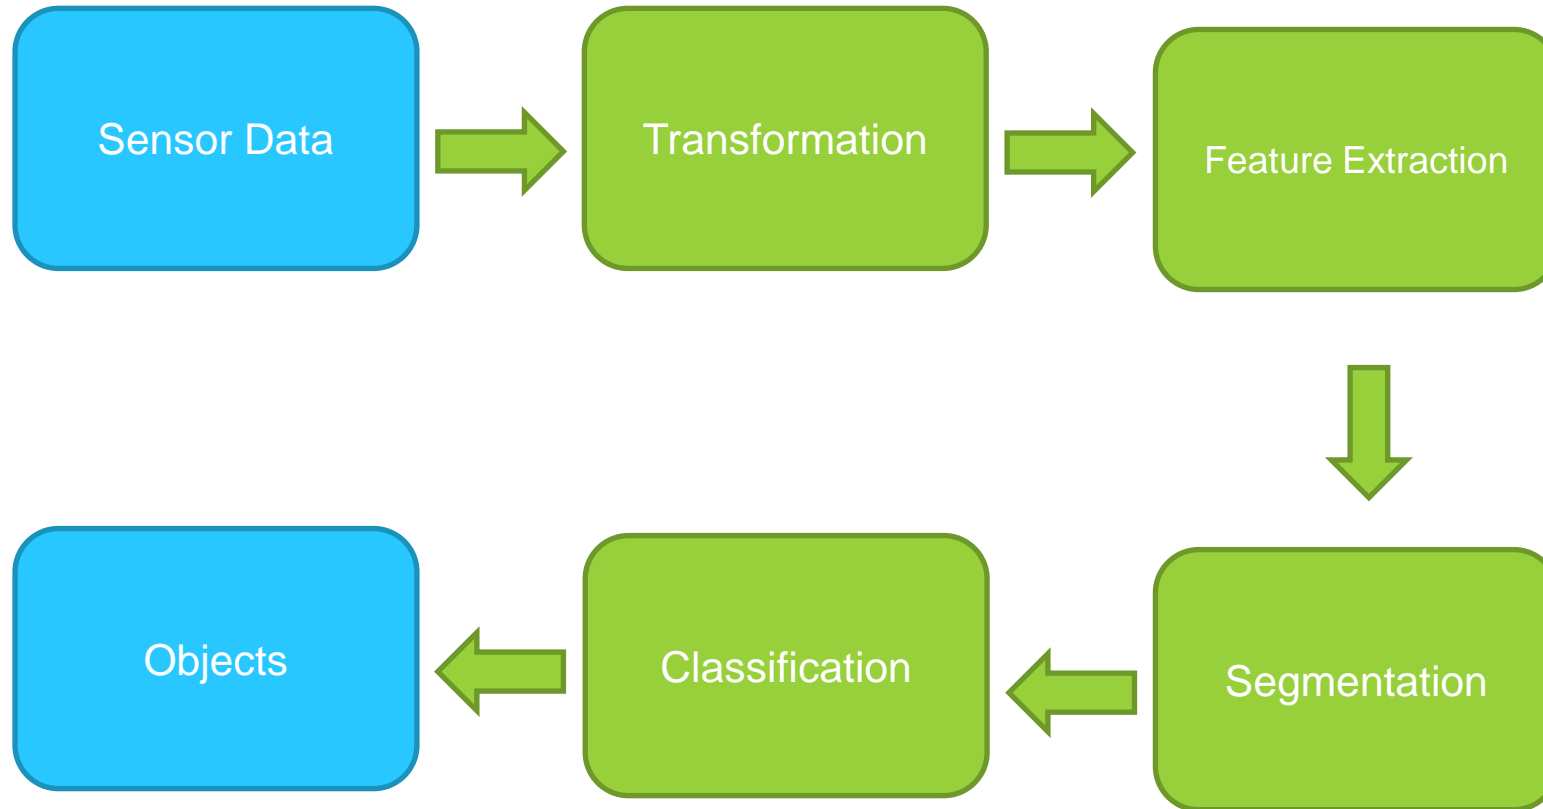 Sensor Data
Transformation
Feature Extraction
Segmentation
Classification
Objects